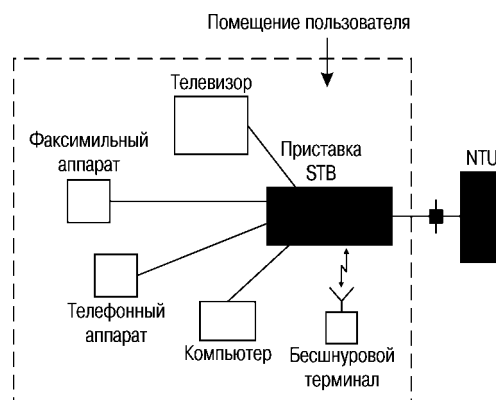 Помещение пользователя
Телевизор
Факсимильный
аппарат
Приставка
STB
NTU
Телефонный
аппарат
Компьютер
Бесшнуровой
терминал